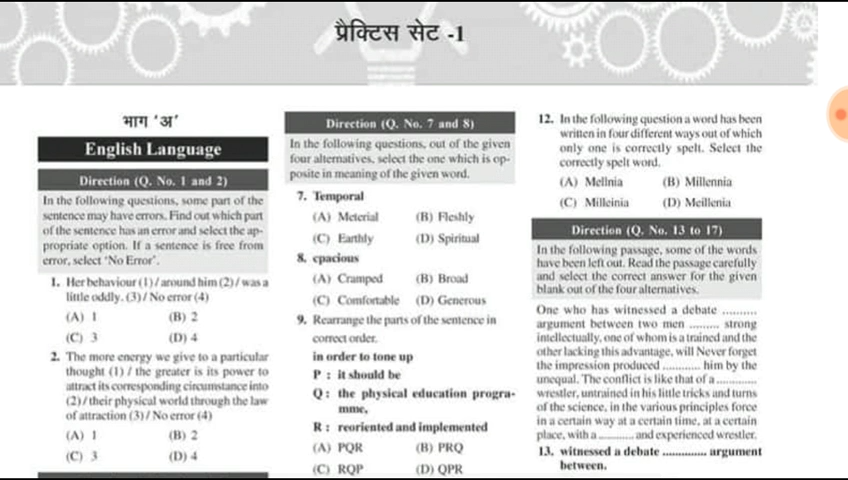 प्रैक्टिस सेट -1
भाग 'अ'
English Language
Direction (Q. No. 1 and 2)
In the following questions, some part of the
sentence may have errors. Find out which part
of the sentence has an error and select the ap-
propriate option. If a sentence is free from
error, select 'No Error'.
1. Her behaviour (1) / around him (2) / was a
little oddly. (3) / No error (4)
(A) 1 (B) 2
(C) 3 (D) 4
2. The more energy we give to a particular
thought (1) / the greater is its power to
attract its corresponding circumstance into
(2) / their physical world through the law
of attraction (3) / No error (4)
(A) 1 (B) 2
(C) 3 (D) 4
Direction (Q. No. 7 and 8)
In the following questions, out of the given
four alternatives, select the one which is op-
posite in meaning of the given word.
7. Temporal
(A) Meterial (B) Fleshly
(C) Earthly (D) Spiritual
8. cpacious
(A) Cramped (B) Broad
(C) Comfortable (D) Generous
9. Rearrange the parts of the sentence in
correct order.
in order to tone up
P : it should be
Q : the physical education progra-
mme,
R : reoriented and implemented
(A) PQR (B) PRQ
(C) RQP (D) QPR
12. In the following question a word has been
written in four different ways out of which
only one is correctly spelt. Select the
correctly spelt word.
(A) Mellnia (B) Millennia
(C) Milleinia (D) Meillenia
Direction (Q. No. 13 to 17)
In the following passage, some of the words
have been left out. Read the passage carefully
and select the correct answer for the given
blank out of the four alternatives.
One who has witnessed a debate ..........
argument between two men ......... strong
intellectually, one of whom is a trained and the
other lacking this advantage, will Never forget
the impression produced ............ him by the
unequal. The conflict is like that of a .............
wrestler, untrained in his little tricks and turns
of the science, in the various principles force
in a certain way at a certain time, at a certain
place, with a ............ and experienced wrestler.
13. witnessed a debate .............. argument
between.